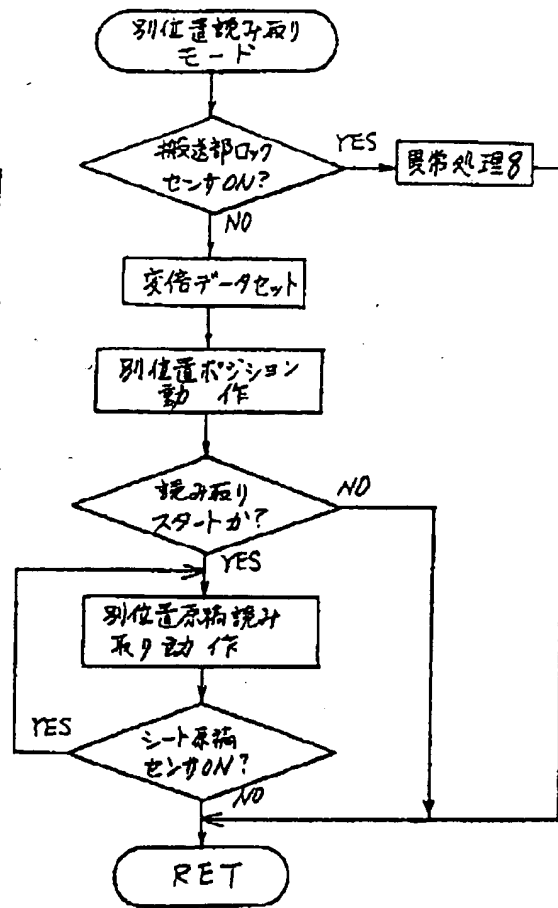 別位置読み取り
モード
搬送部ロック
センサON?
YES
異常処理8
NO
変倍データセット
別位置ポジション
動 作
読み取り
スタートか?
NO
YES
別位置原稿読み
取り動作
YES
シート原稿
センサON?
NO
RET